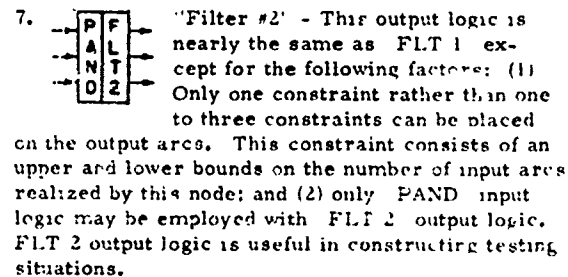 7.
P F
A L
N T
D 2
"Filter #2' - This output logic is
nearly the same as FLT 1 ex-
cept for the following factors: (1)
Only one constraint rather than one
to three constraints can be placed
on the output arcs. This constraint consists of an
upper and lower bounds on the number of input arcs
realized by this node; and (2) only PAND input
logic may be employed with FLT 2 output logic.
FLT 2 output logic is useful in constructing testing
situations.